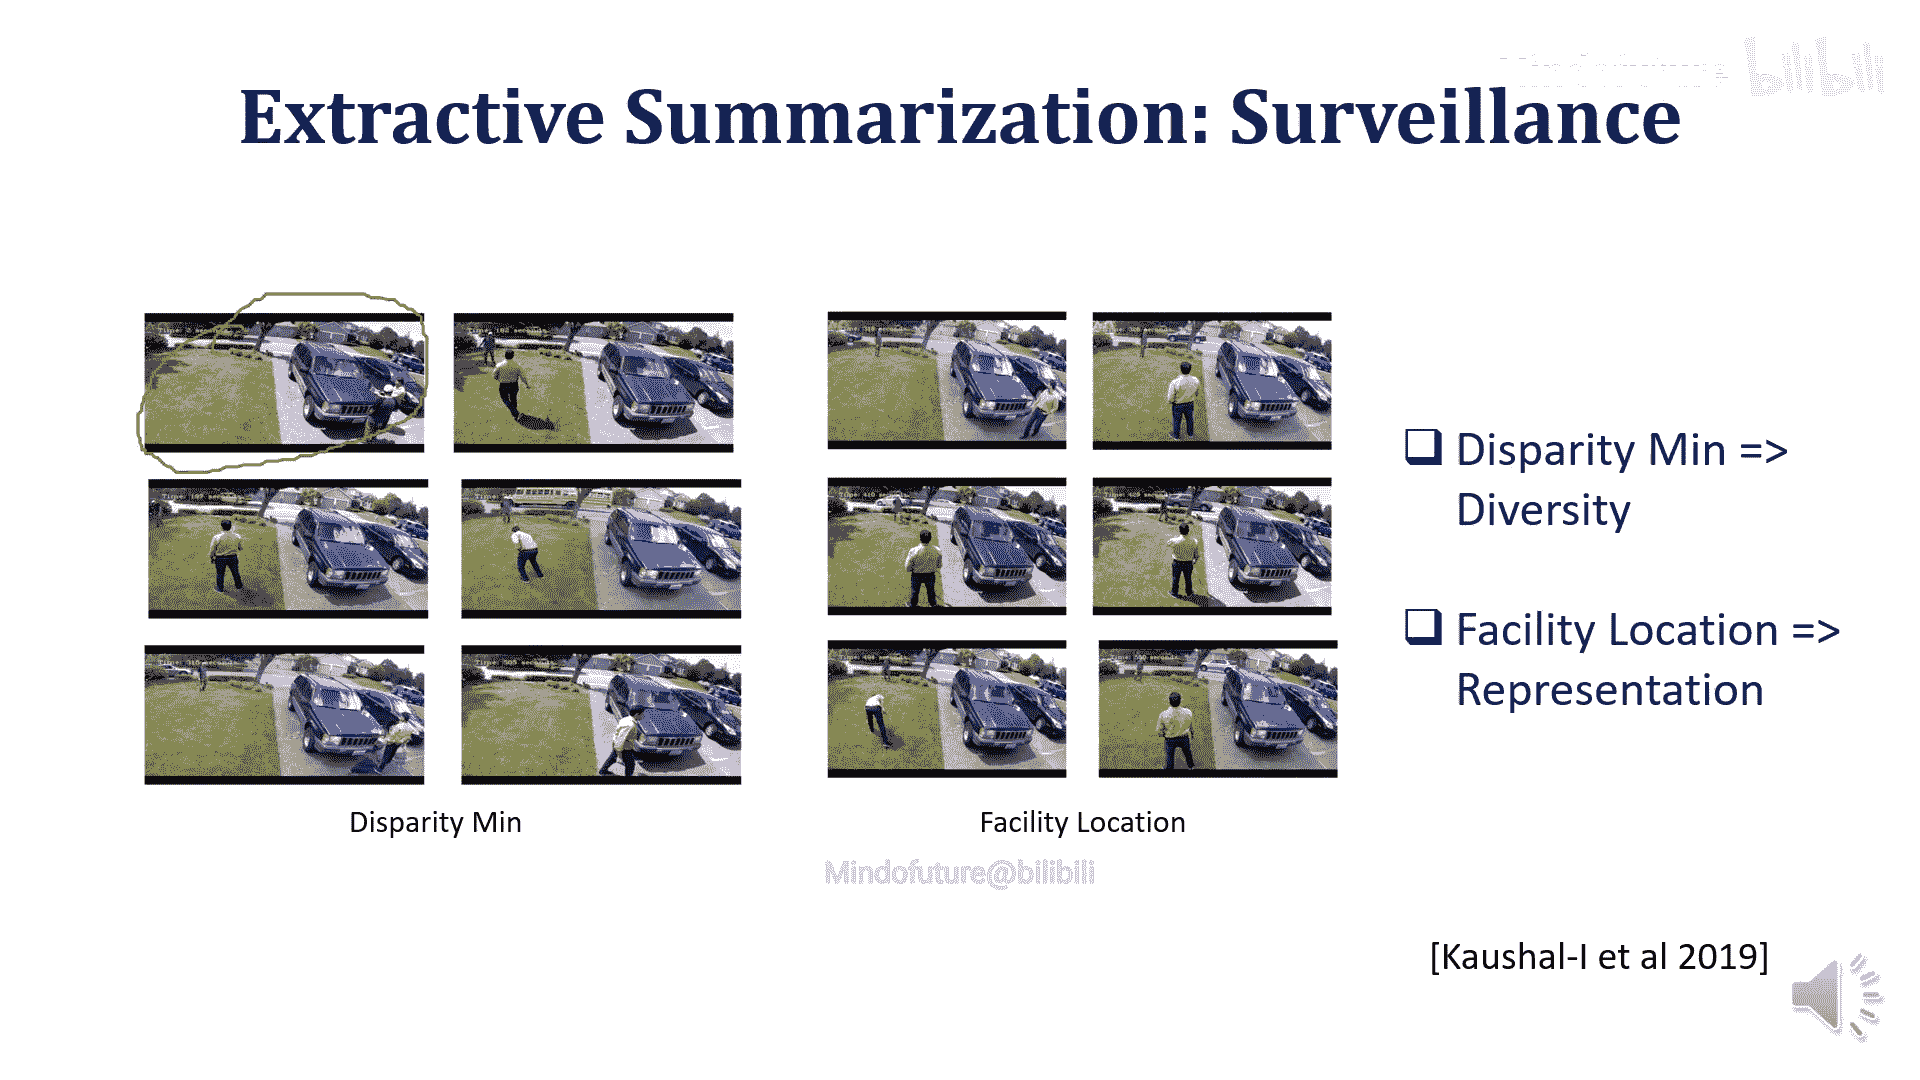 bilibili
Extractive Summarization: Surveillance
Disparity Min =>
Diversity
Facility Location =>
Representation
Disparity Min
Facility Location
Mindofuture@bilibili
[Kaushal-I et al 2019]